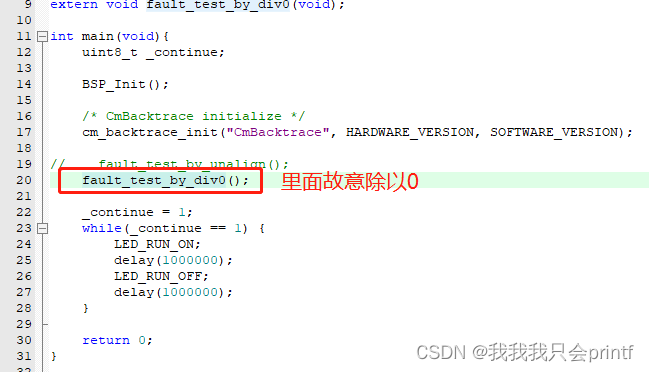 9 extern void fault_test_by_div0(void);
10
11 int main(void){
12 uint8_t _continue;
13
14 BSP_Init();
15
16 /* CmBacktrace initialize */
17 cm_backtrace_init("CmBacktrace", HARDWARE_VERSION, SOFTWARE_VERSION);
18
19 // fault_test_by_unalign();
20 fault_test_by_div0(); 里面故意除以0
21
22 _continue = 1;
23 while(_continue == 1) {
24 LED_RUN_ON;
25 delay(1000000);
26 LED_RUN_OFF;
27 delay(1000000);
28 }
29
30 return 0;
31 }
CSDN @我我我只会printf